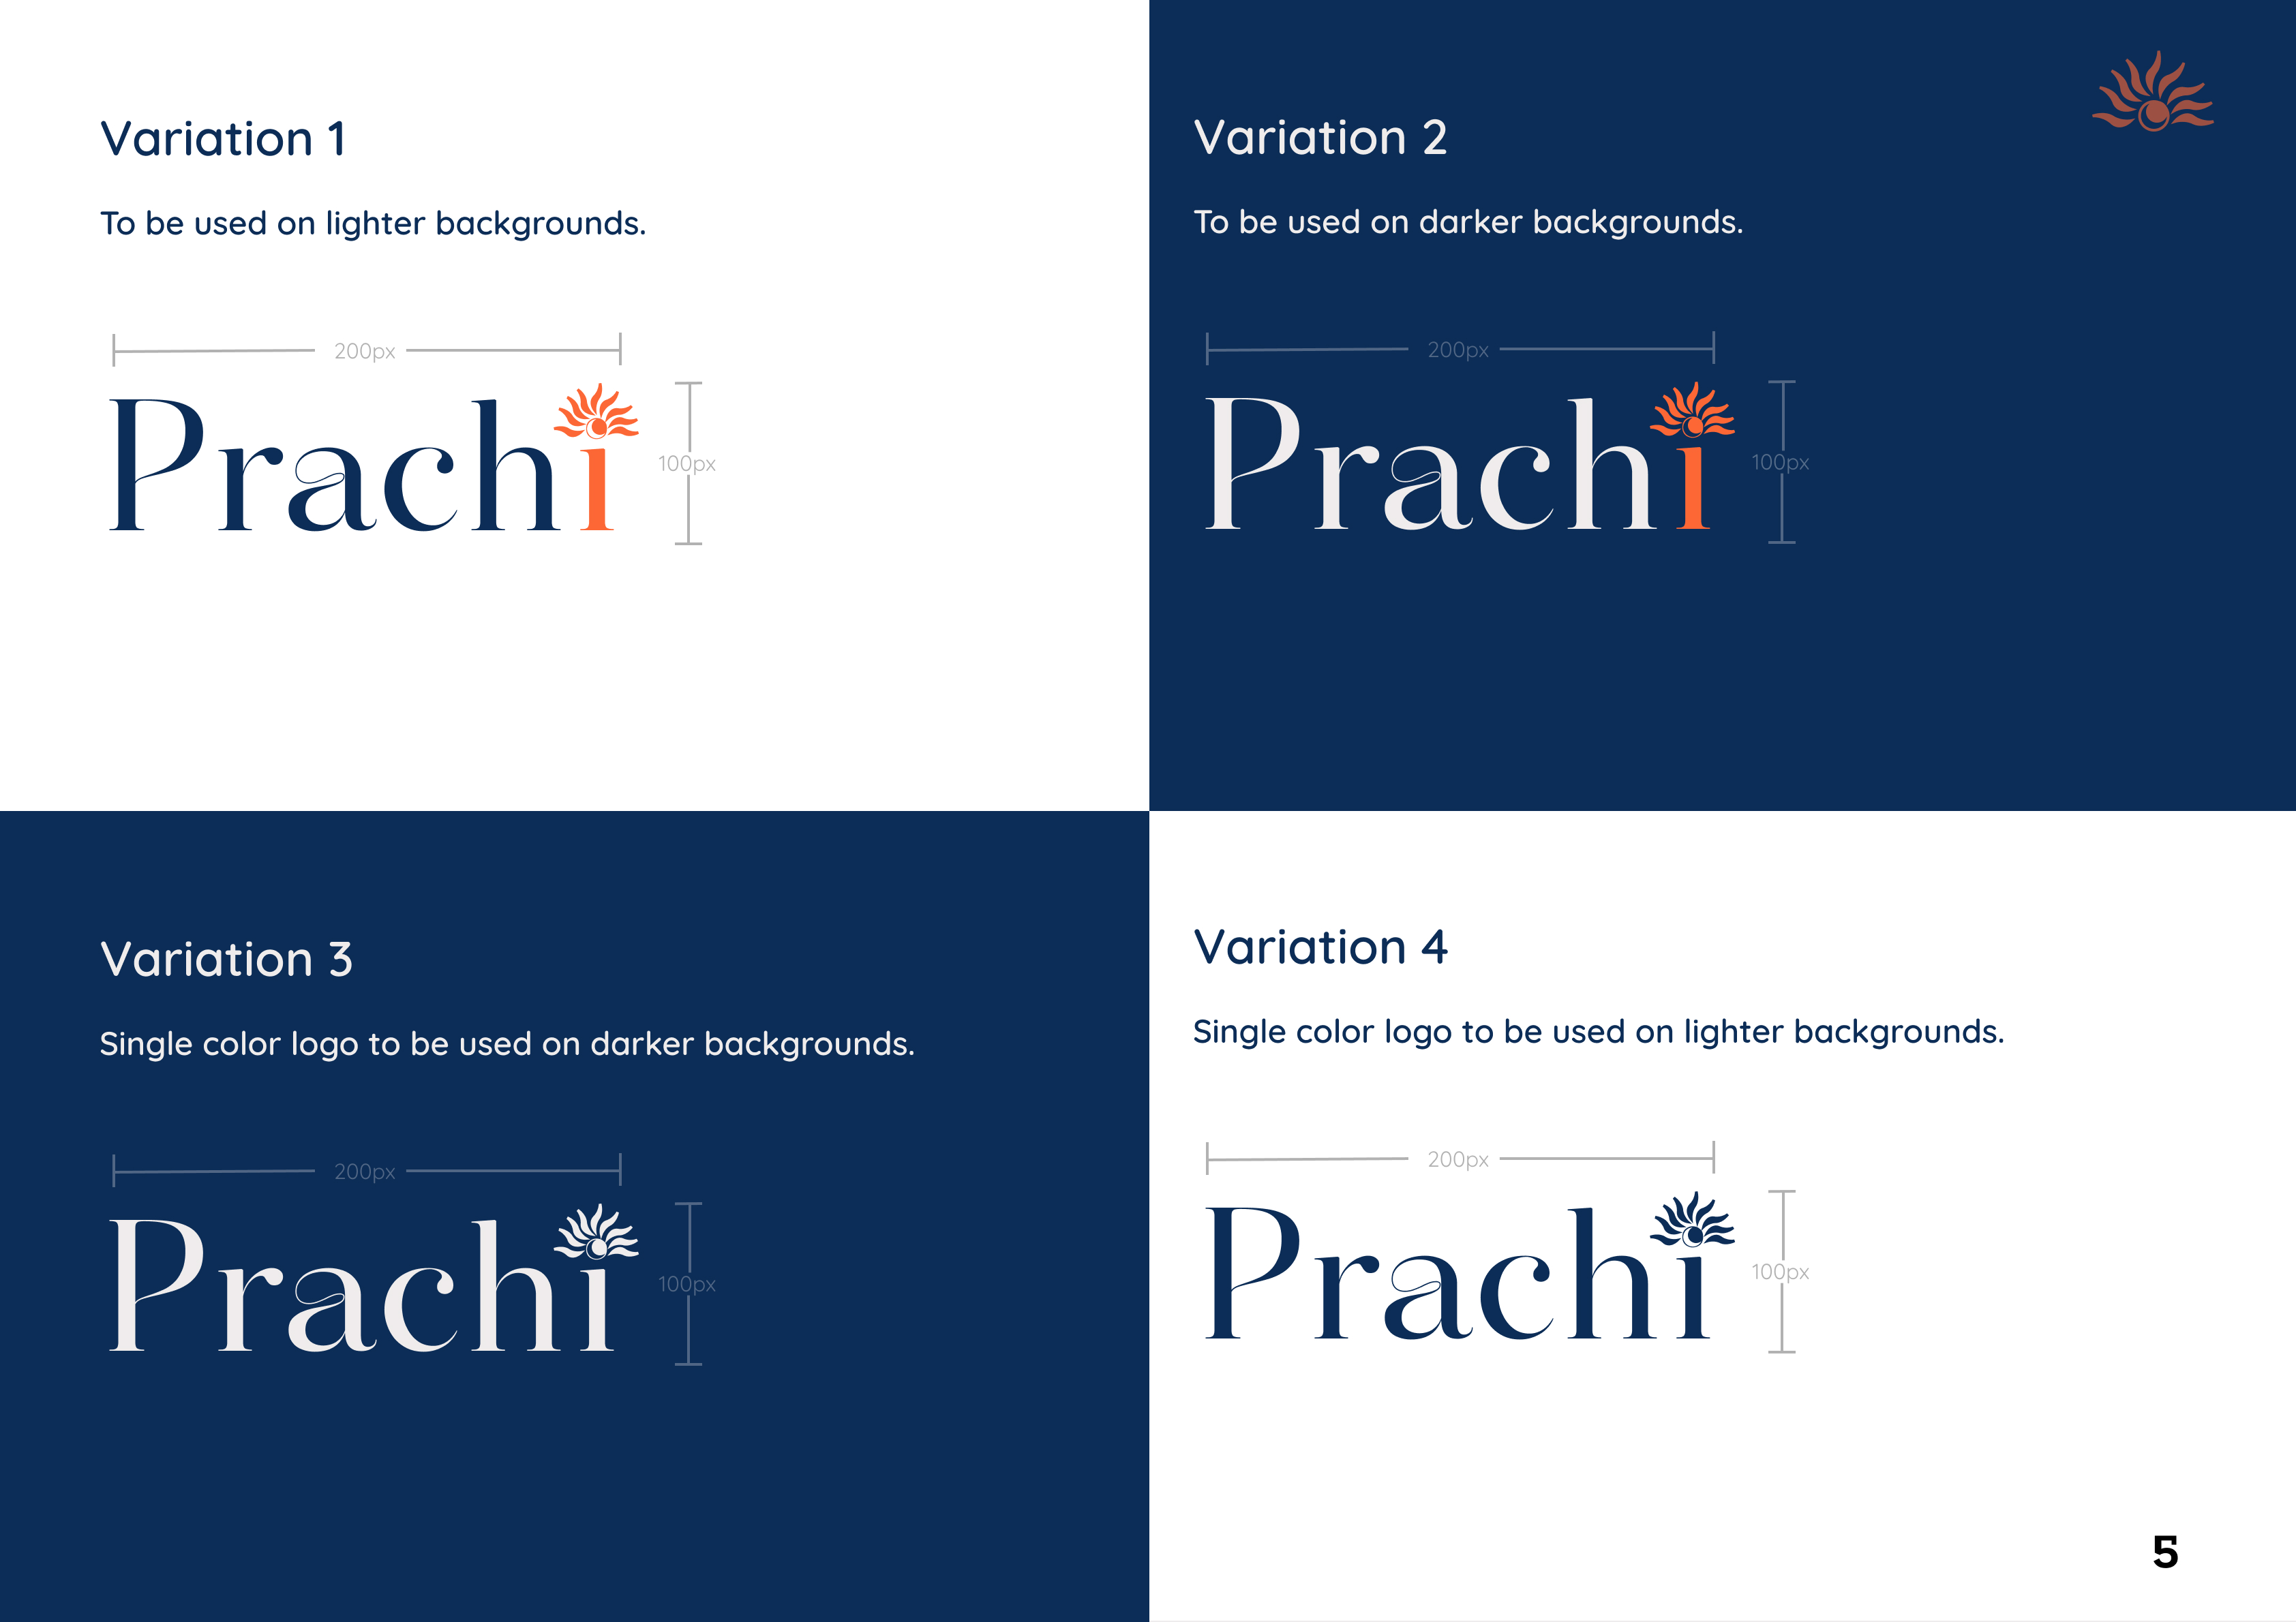 Variation 1
To be used on lighter backgrounds.
200px
Prachi
100px
Variation 2
To be used on darker backgrounds.
200px
Prachi
100px
Variation 3
Single color logo to be used on darker backgrounds.
200px
Prachi
100px
Variation 4
Single color logo to be used on lighter backgrounds.
200px
Prachi
100px
5